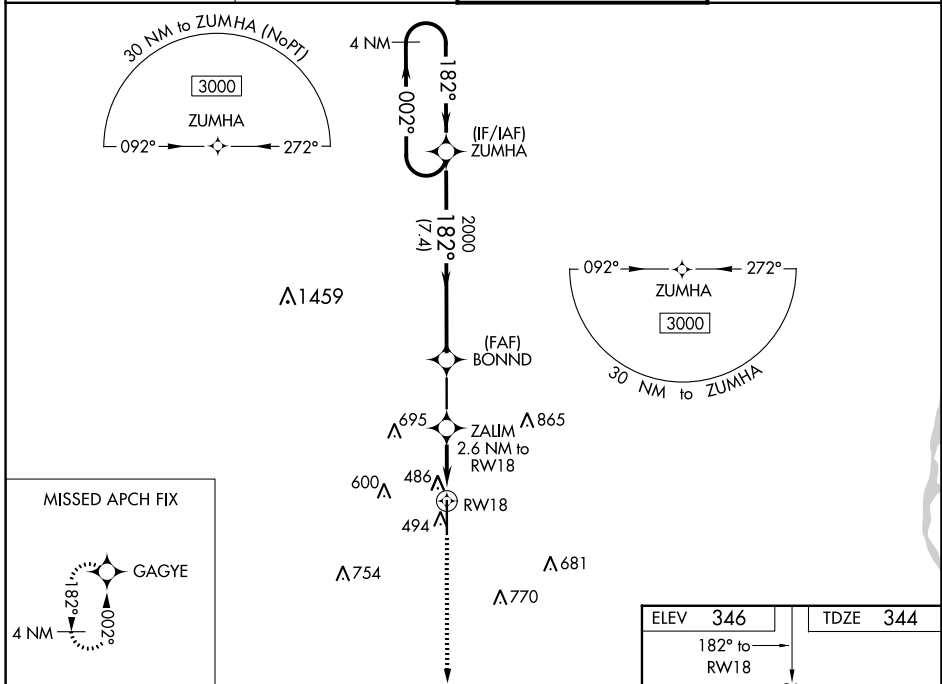 30 NM to ZUMHA (NoPT)
3000
ZUMHA
092°
272°
4 NM
182°
002°
(IF/IAF)
ZUMHA
2000
182°
(7.4)
1459
092°
272°
ZUMHA
3000
30 NM to ZUMHA
(FAF)
BONND
695
ZALIM
865
2.6 NM to
RW18
600
486
RW18
494
MISSED APCH FIX
GAGYE
182°
002°
4 NM
754
681
770
ELEV 346
TDZE 344
182° to
RW18